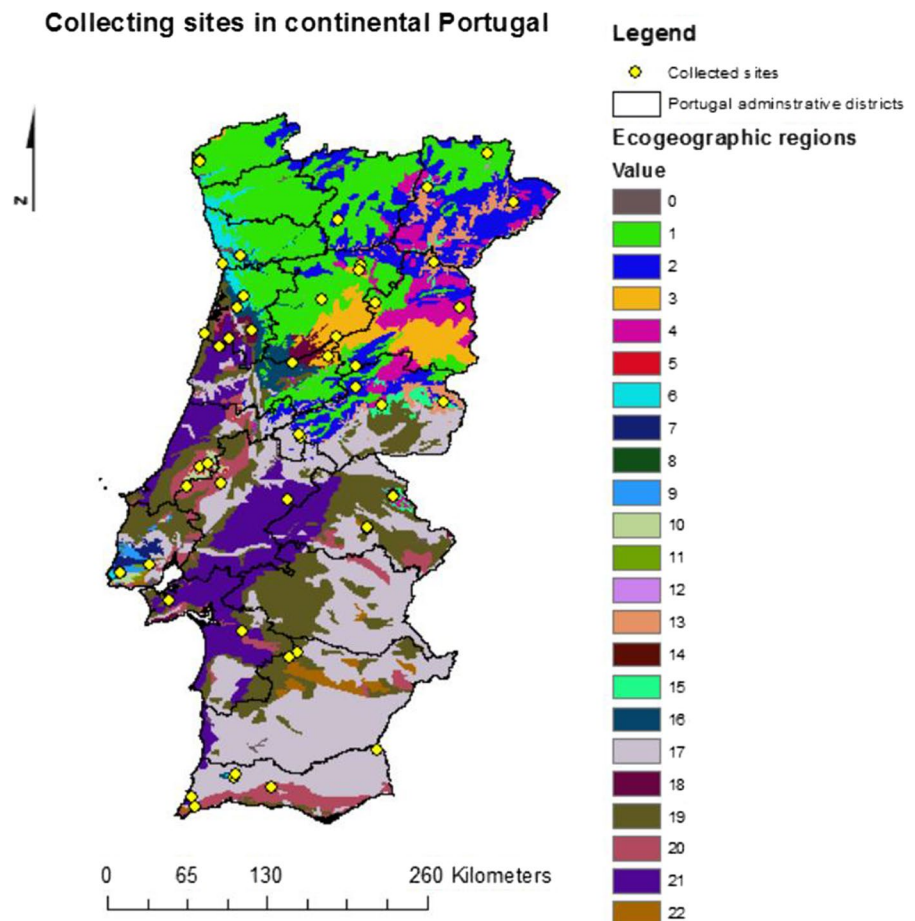 Collecting sites in continental Portugal
Legend
Collected sites
Portugal adminstrative districts
Ecogeographic regions
Value
0
1
2
3
4
5
6
7
8
9
10
11
12
13
14
15
16
17
18
19
20
21
22
N
0 65 130 260 Kilometers